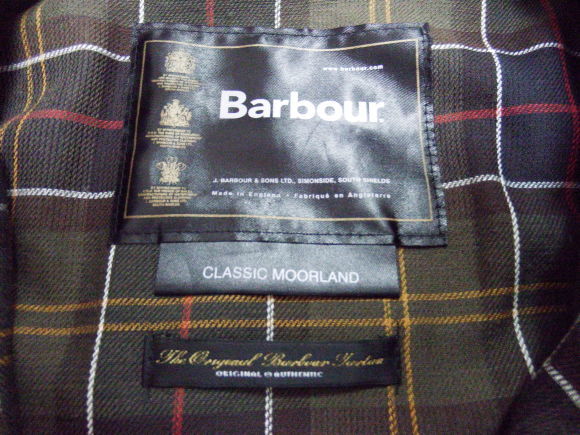 www.barbour.com
Barbour
J. BARBOUR & SONS LTD., SIMONSIDE, SOUTH SHIELDS
Made in England · Fabriqué en Angleterre
CLASSIC MOORLAND
The Original Barbour Tartan
ORIGINAL & AUTHENTIC